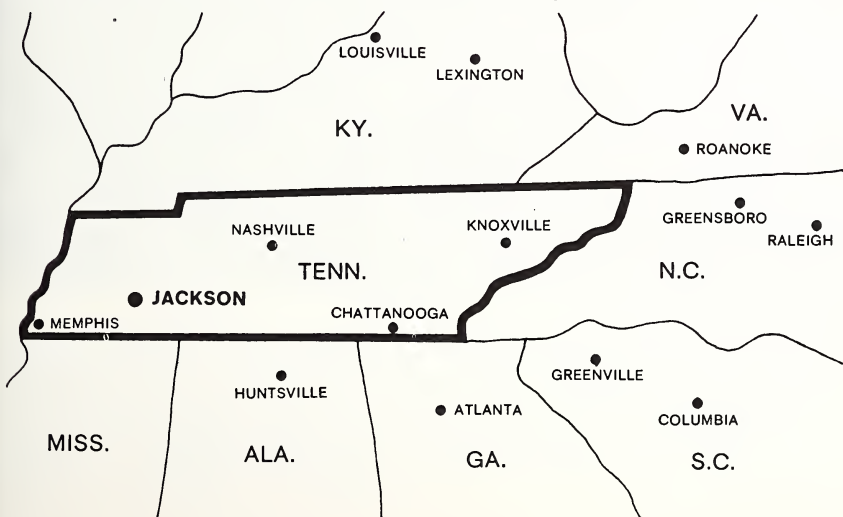 LOUISVILLE
LEXINGTON
KY.
VA.
ROANOKE
GREENSBORO
RALEIGH
NASHVILLE
KNOXVILLE
TENN.
N.C.
JACKSON
CHATTANOOGA
MEMPHIS
GREENVILLE
HUNTSVILLE
ATLANTA
COLUMBIA
MISS.
ALA.
GA.
S.C.